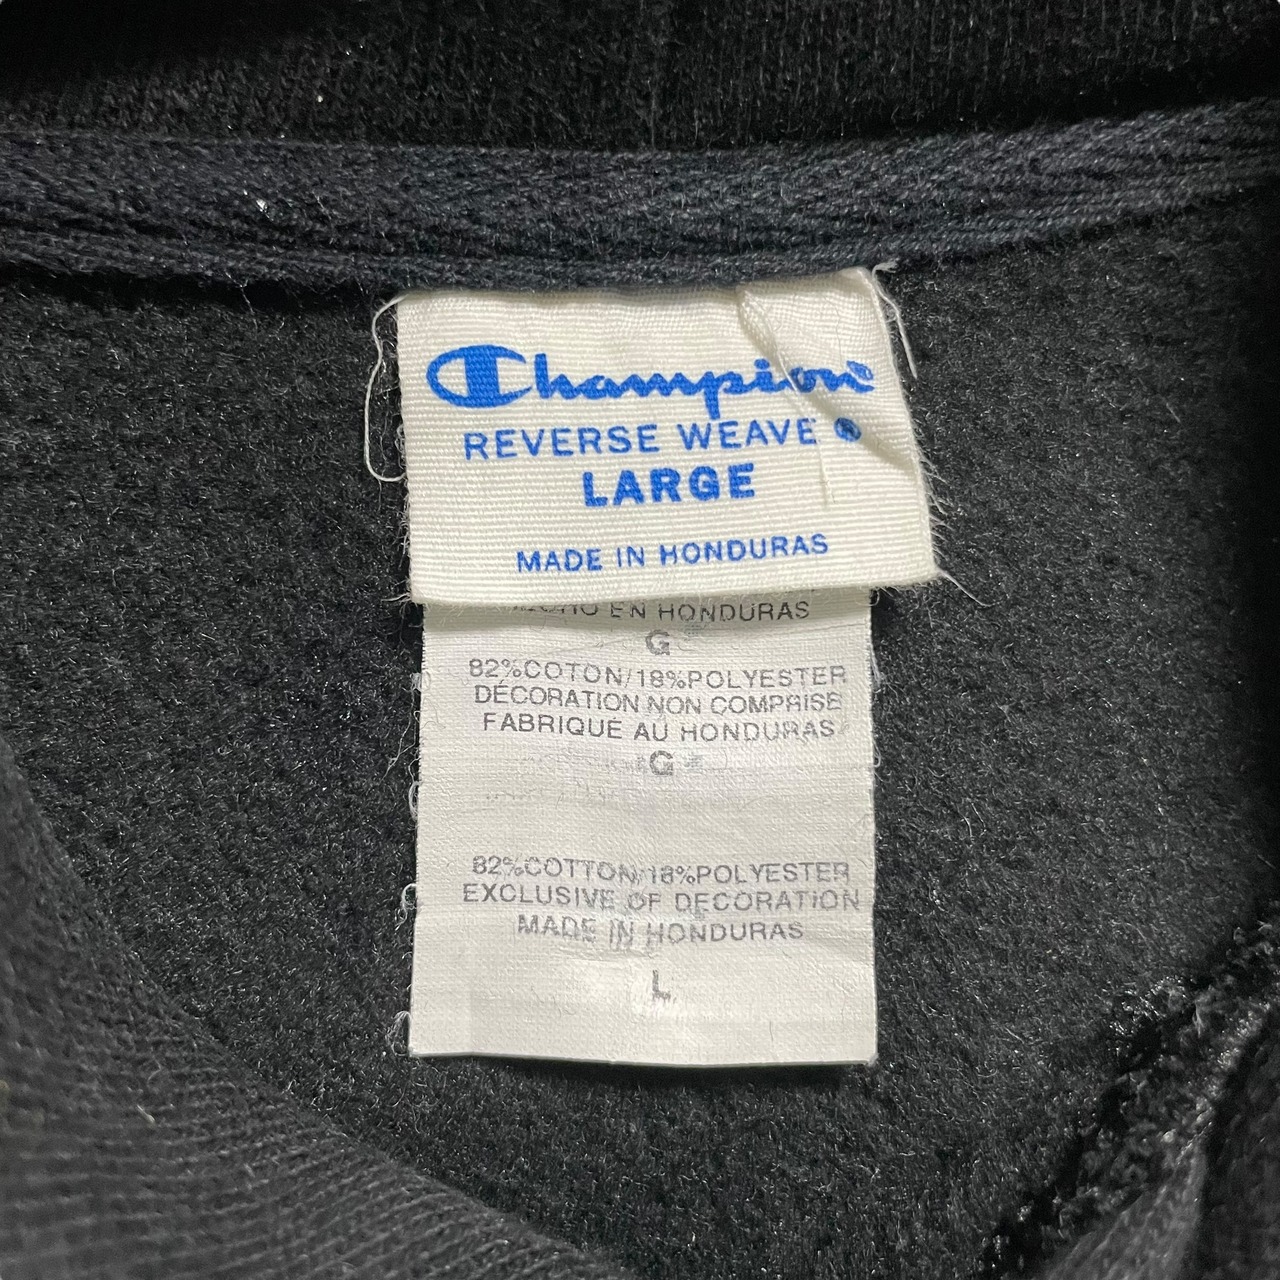 Champion®
REVERSE WEAVE ®
LARGE
MADE IN HONDURAS
EN HONDURAS
G
82%COTON/18%POLYESTER
DÉCORATION NON COMPRISE
FABRIQUE AU HONDURAS
G
82%COTTON/18%POLYESTER
EXCLUSIVE OF DECORATION
MADE IN HONDURAS
L